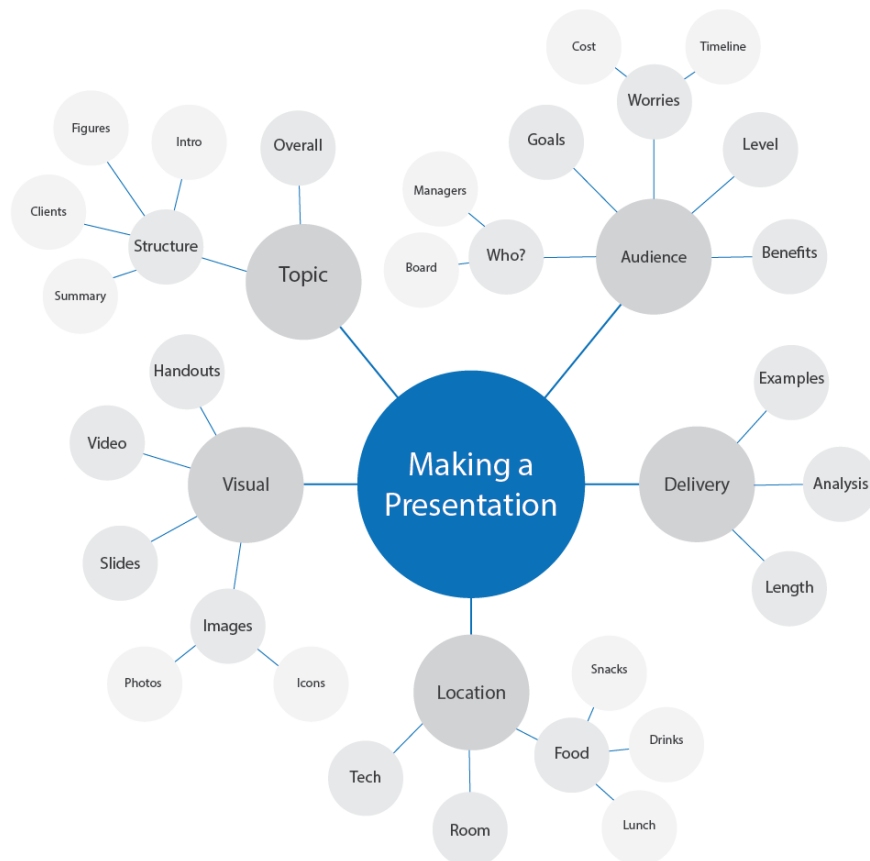 Cost
Timeline
Worries
Figures
Intro
Overall
Goals
Level
Managers
Clients
Structure
Who?
Board
Audience
Benefits
Topic
Summary
Handouts
Examples
Video
Visual
Making a
Presentation
Delivery
Analysis
Slides
Length
Images
Photos
Icons
Location
Snacks
Food
Drinks
Tech
Room
Lunch